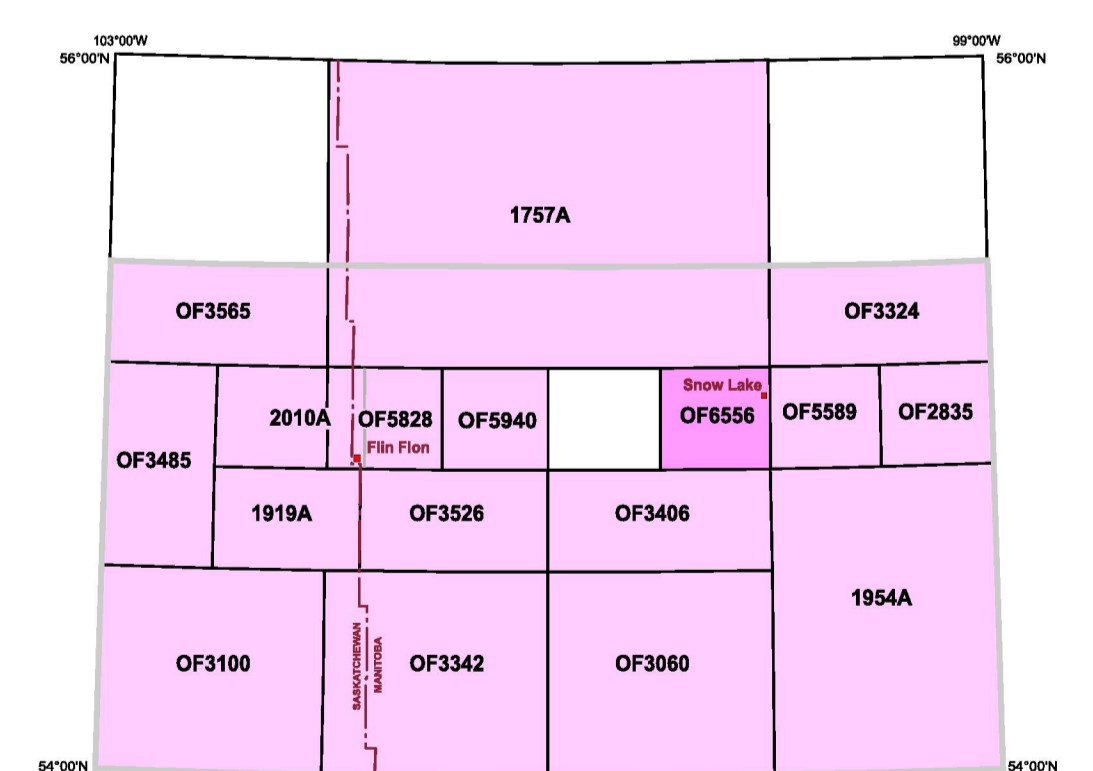 103°00'W
99°00'W
56°00'N
56°00'N
1757A
OF3565
OF3324
Snow Lake
2010A
OF5828
OF5940
OF6556
OF5589
OF2835
Flin Flon
OF3485
1919A
OF3526
OF3406
1954A
SASKATCHEWAN
MANITOBA
OF3100
OF3342
OF3060
54°00'N
54°00'N